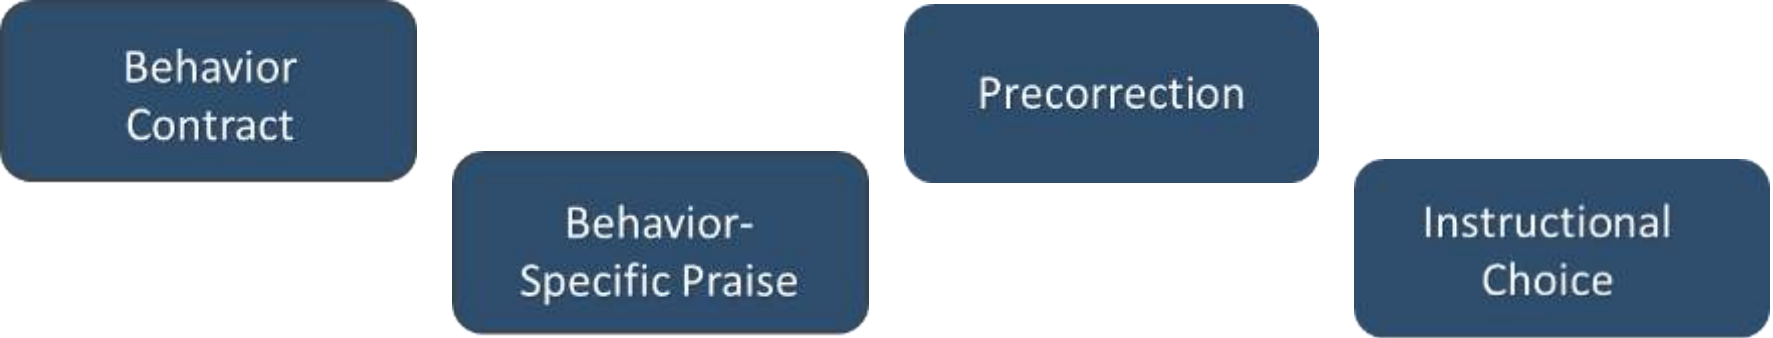 Behavior
Contract
Behavior-
Specific Praise
Precorrection
Instructional
Choice